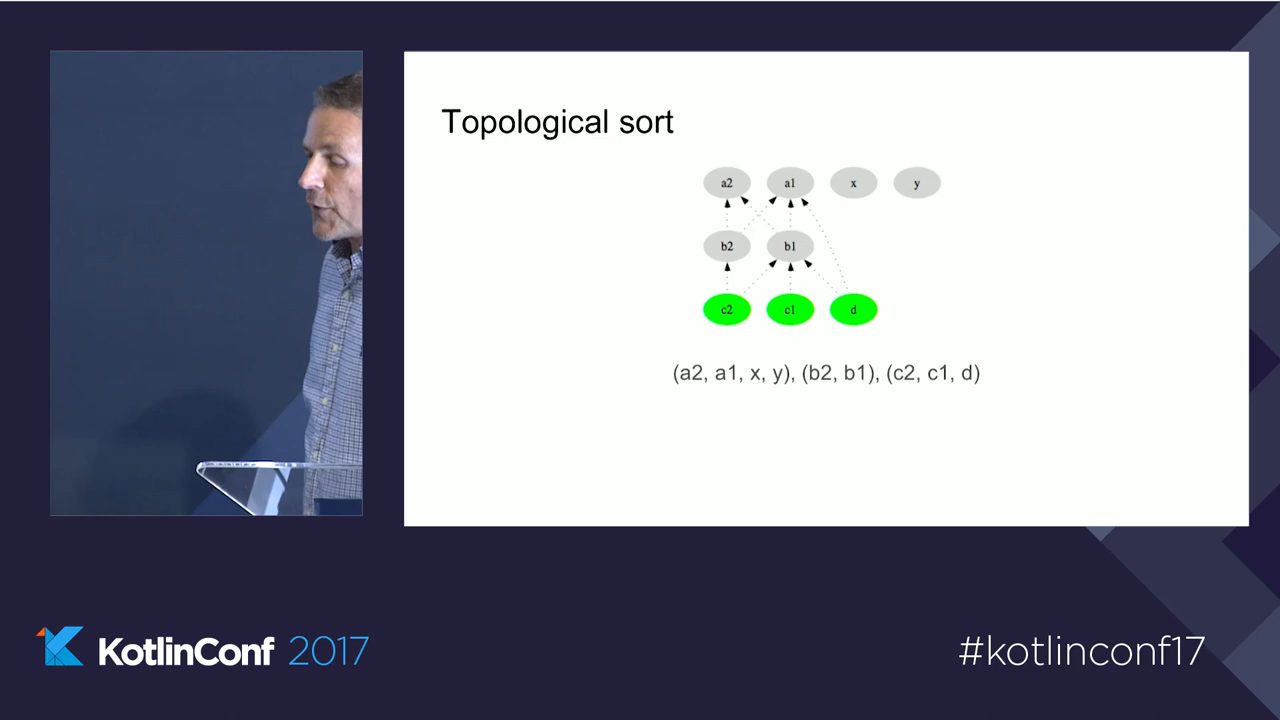 Topological sort
a2 a1 x y
b2 b1
c2 c1 d
(a2, a1, x, y), (b2, b1), (c2, c1, d)
KotlinConf 2017
#kotlinconf17